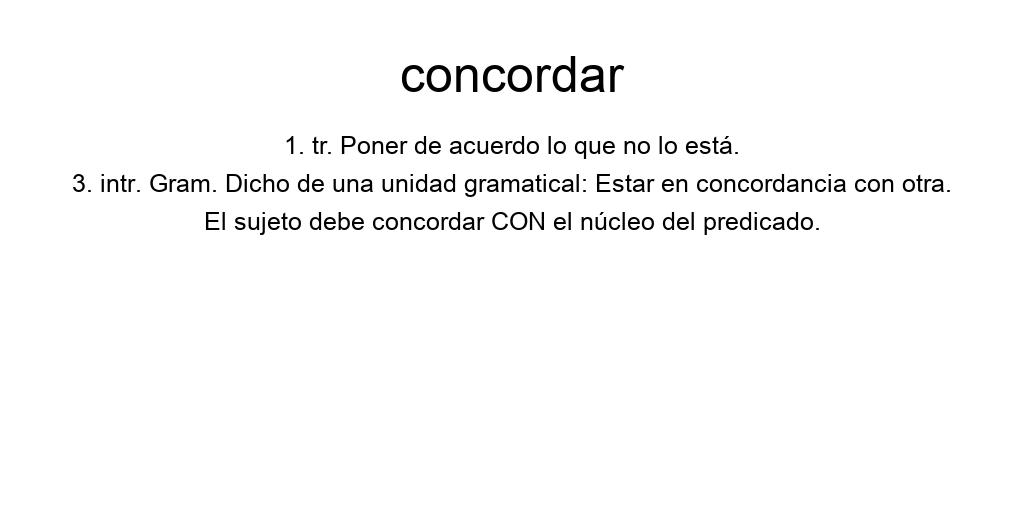 concordar
1. tr. Poner de acuerdo lo que no lo está.
3. intr. Gram. Dicho de una unidad gramatical: Estar en concordancia con otra.
El sujeto debe concordar CON el núcleo del predicado.